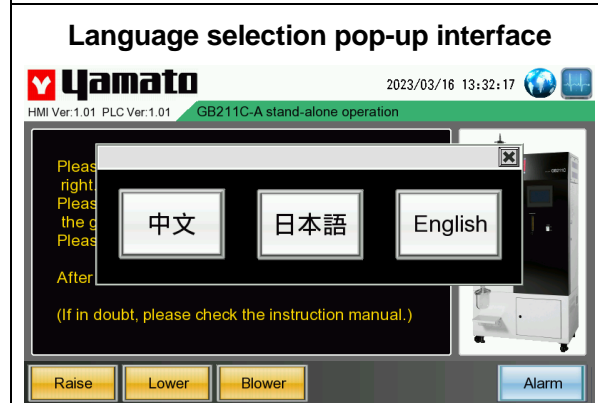 Language selection pop-up interface
Yamato
2023/03/16 13:32:17
HMI Ver:1.01 PLC Ver:1.01
GB211C-A stand-alone operation
Pleas
right.
Pleas
the g
Pleas
中文
日本語
English
After
(If in doubt, please check the instruction manual.)
Raise
Lower
Blower
Alarm